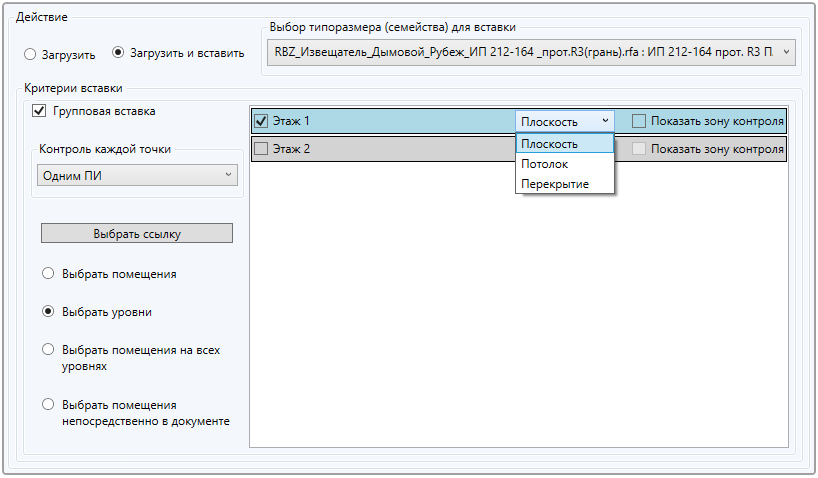 Действие
Выбор типоразмера (семейства) для вставки
Загрузить
Загрузить и вставить
RBZ_Извещатель_Дымовой_Рубеж_ИП 212-164 _прот.R3(грань).rfa : ИП 212-164 прот. R3 П
Критерии вставки
Групповая вставка
Контроль каждой точки
Одним ПИ
Выбрать ссылку
Выбрать помещения
Выбрать уровни
Выбрать помещения на всех
уровнях
Выбрать помещения
непосредственно в документе
Этаж 1
Плоскость
Показать зону контроля
Этаж 2
Плоскость
Потолок
Перекрытие
Показать зону контроля